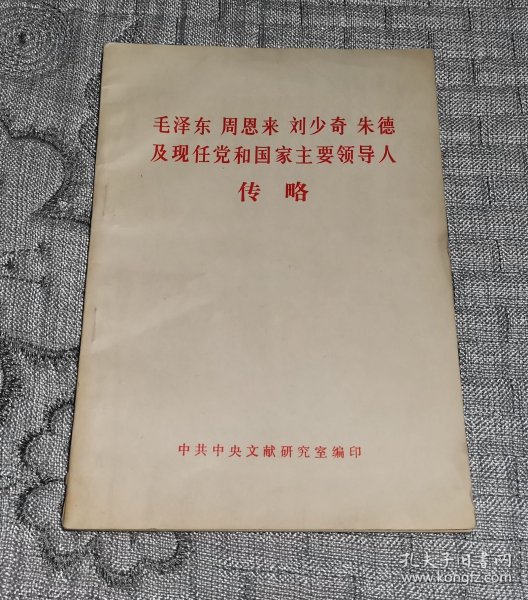 毛泽东 周恩来 刘少奇 朱德
及现任党和国家主要领导人
传 略
中共中央文献研究室编印
孔夫子旧书网
www.kongfz.com